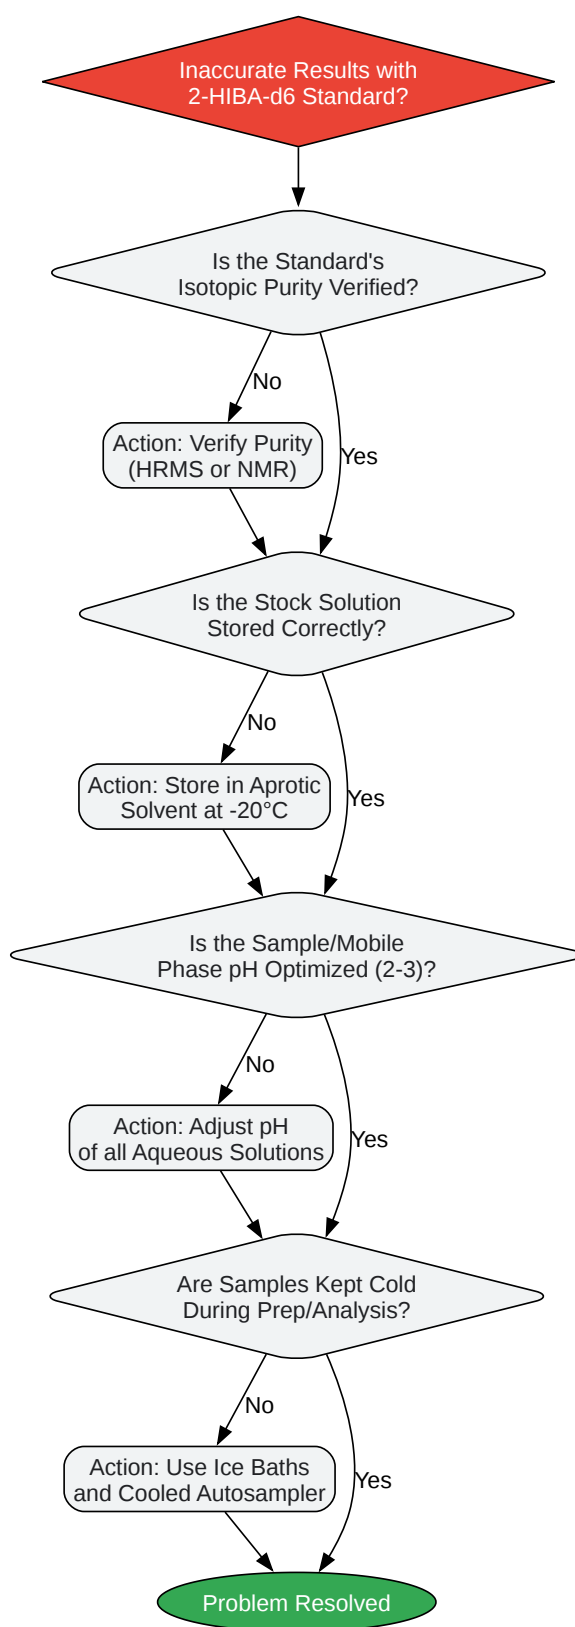 Inaccurate Results with
2-HIBA-d6 Standard?
Is the Standard's
Isotopic Purity Verified?
No
Action: Verify Purity
(HRMS or NMR)
Yes
Is the Stock Solution
Stored Correctly?
No
Action: Store in Aprotic
Solvent at -20°C
Yes
Is the Sample/Mobile
Phase pH Optimized (2-3)?
No
Action: Adjust pH
of all Aqueous Solutions
Yes
Are Samples Kept Cold
During Prep/Analysis?
No
Action: Use Ice Baths
and Cooled Autosampler
Yes
Problem Resolved